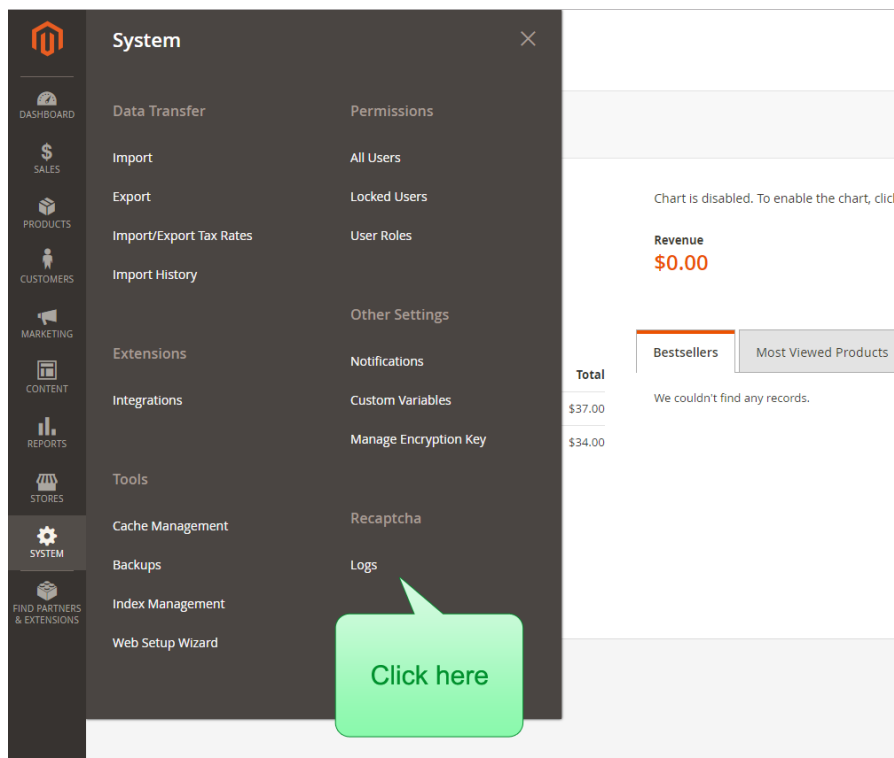 System
DASHBOARD
SALES
PRODUCTS
CUSTOMERS
MARKETING
CONTENT
REPORTS
STORES
SYSTEM
FIND PARTNERS
& EXTENSIONS
Data Transfer
Import
Export
Import/Export Tax Rates
Import History
Extensions
Integrations
Tools
Cache Management
Backups
Index Management
Web Setup Wizard
Permissions
All Users
Locked Users
User Roles
Other Settings
Notifications
Custom Variables
Manage Encryption Key
Recaptcha
Logs
Click here
Total
$37.00
$34.00
Chart is disabled. To enable the chart, clic
Revenue
$0.00
Bestsellers
Most Viewed Products
We couldn't find any records.